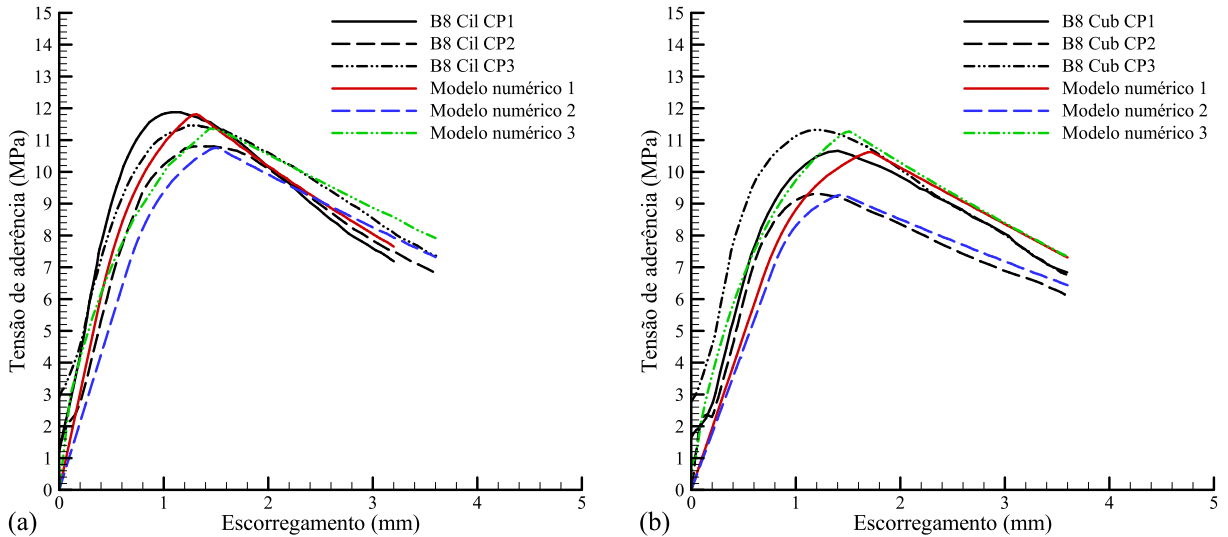 15
14
13
12
11
10
9
8
7
6
5
4
3
2
1
0
Tensão de aderência (MPa)
B8 Cil CP1
B8 Cil CP2
B8 Cil CP3
Modelo numérico 1
Modelo numérico 2
Modelo numérico 3
0 1 2 3 4 5
Escorregamento (mm)
(a)
15
14
13
12
11
10
9
8
7
6
5
4
3
2
1
0
Tensão de aderência (MPa)
B8 Cub CP1
B8 Cub CP2
B8 Cub CP3
Modelo numérico 1
Modelo numérico 2
Modelo numérico 3
0 1 2 3 4 5
Escorregamento (mm)
(b)